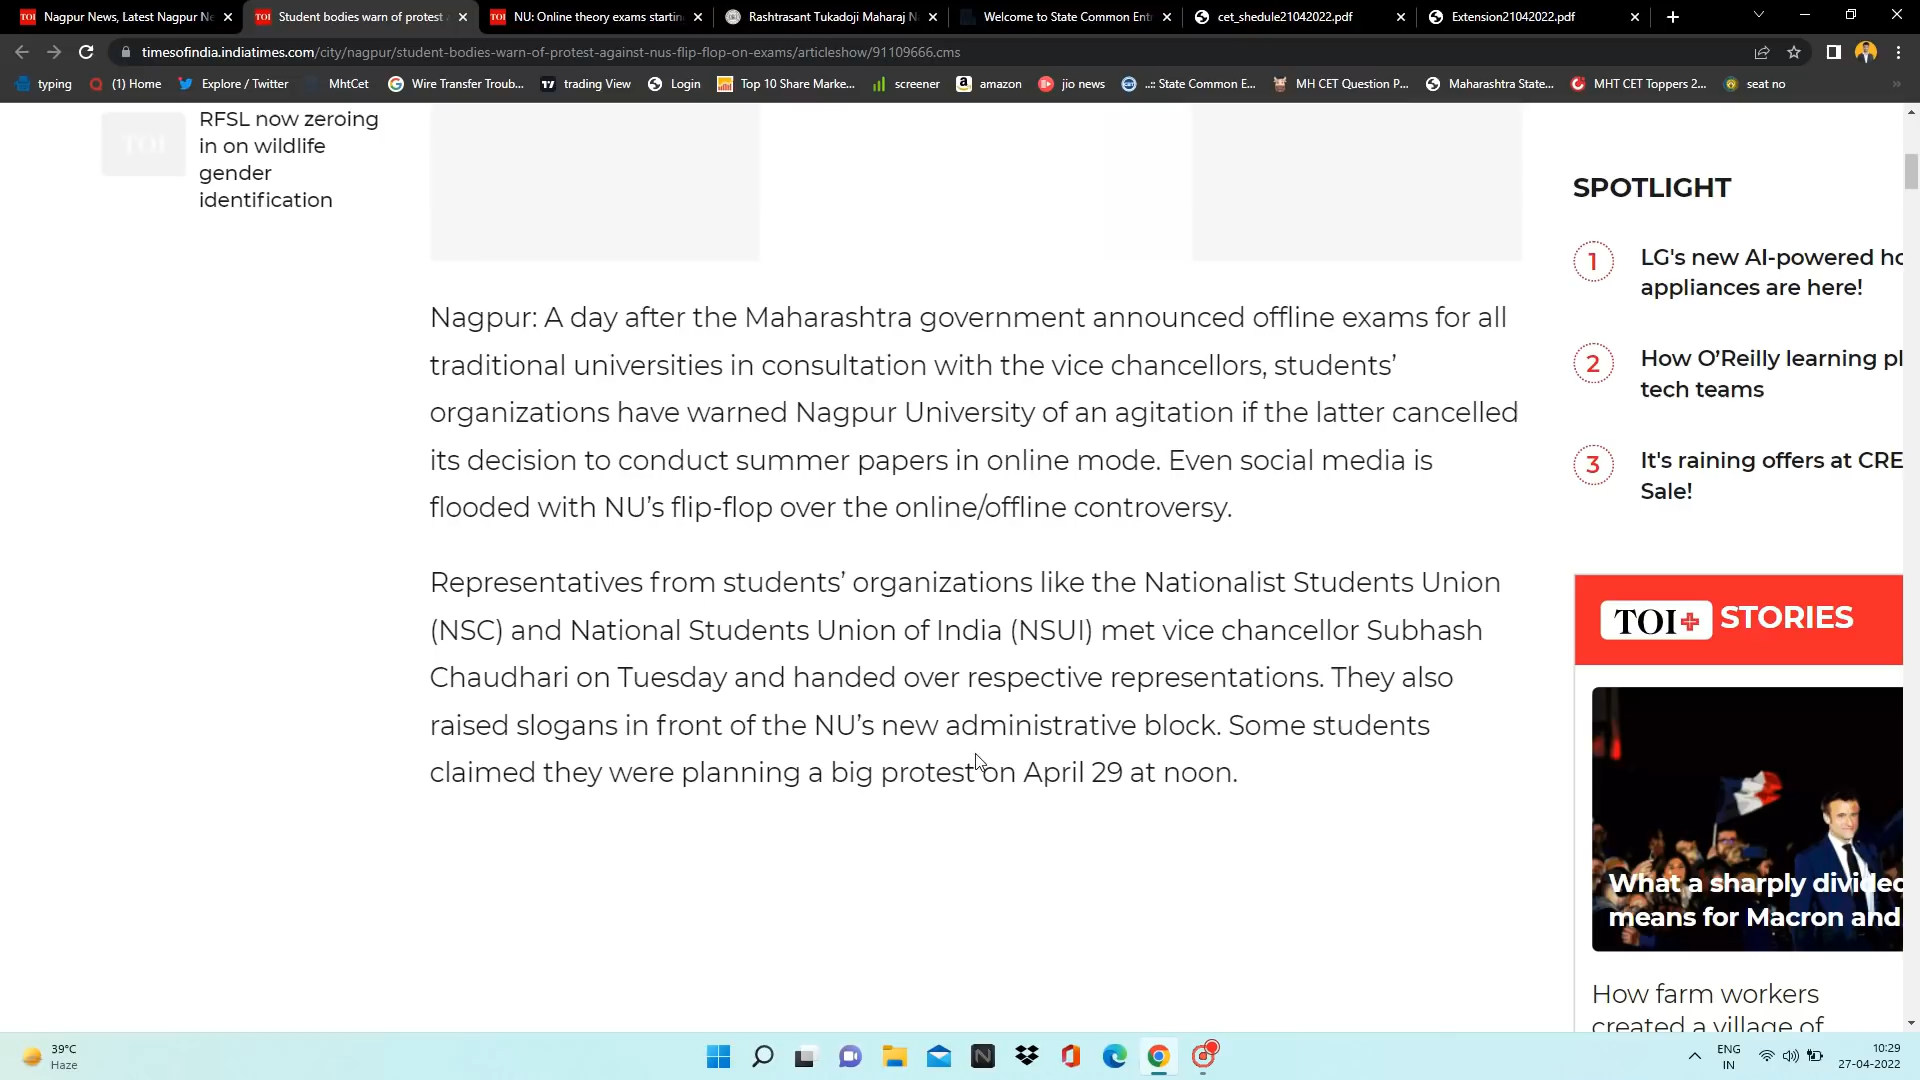 Nagpur News, Latest Nagpur Ne
Student bodies warn of protest a
NU: Online theory exams startin
Rashtrasant Tukadoji Maharaj N
Welcome to State Common Ent
cet_shedule21042022.pdf
Extension21042022.pdf
timesofindia.indiatimes.com/city/nagpur/student-bodies-warn-of-protest-against-nus-flip-flop-on-exams/articleshow/91109666.cms
typing
(1) Home
Explore / Twitter
MhtCet
Wire Transfer Troub...
trading View
Login
Top 10 Share Marke...
screener
amazon
jio news
..:: State Common E...
MH CET Question P...
Maharashtra State...
MHT CET Toppers 2...
seat no
TOI
RFSL now zeroing
in on wildlife
gender
identification
Nagpur: A day after the Maharashtra government announced offline exams for all
traditional universities in consultation with the vice chancellors, students’
organizations have warned Nagpur University of an agitation if the latter cancelled
its decision to conduct summer papers in online mode. Even social media is
flooded with NU’s flip-flop over the online/offline controversy.
Representatives from students’ organizations like the Nationalist Students Union
(NSC) and National Students Union of India (NSUI) met vice chancellor Subhash
Chaudhari on Tuesday and handed over respective representations. They also
raised slogans in front of the NU’s new administrative block. Some students
claimed they were planning a big protest on April 29 at noon.
SPOTLIGHT
1
LG's new AI-powered ho
appliances are here!
2
How O’Reilly learning pl
tech teams
3
It's raining offers at CRE
Sale!
TOI+ STORIES
What a sharply divided
means for Macron and
How farm workers
created a village of
39°C
Haze
ENG
IN
10:29
27-04-2022